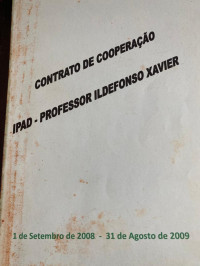 CONTRATO DE COOPERAÇÃO
IPAD - PROFESSOR ILDEFONSO XAVIER
1 de Setembro de 2008 - 31 de Agosto de 2009